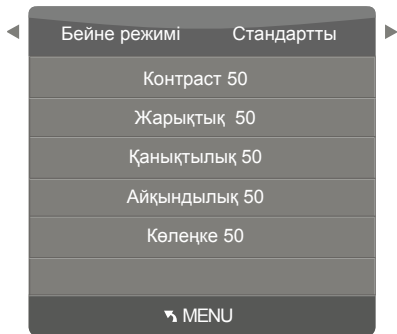 Бейне режимі Стандартты
Контраст 50
Жарықтық 50
Қанықтылық 50
Айқындылық 50
Көлеңке 50
MENU